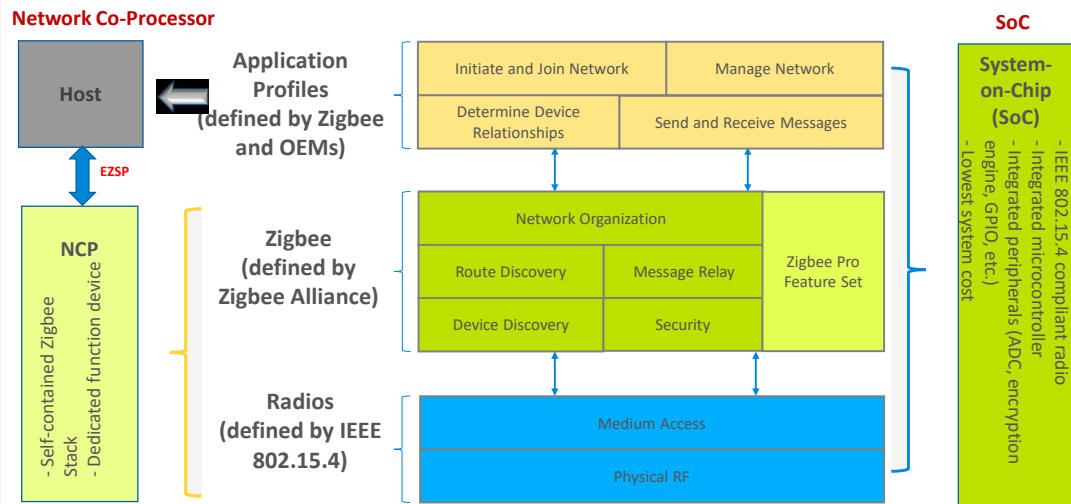 Network Co-Processor
Host
EZSP
NCP
- Self-contained Zigbee
Stack
- Dedicated function device
Application
Profiles
(defined by Zigbee
and OEMs)
Zigbee
(defined by
Zigbee Alliance)
Radios
(defined by IEEE
802.15.4)
Initiate and Join Network
Manage Network
Determine Device
Relationships
Send and Receive Messages
Network Organization
Route Discovery
Message Relay
Device Discovery
Security
Zigbee Pro
Feature Set
Medium Access
Physical RF
SoC
System-
on-Chip
(SoC)
- IEEE 802.15.4 compliant radio
- Integrated microcontroller
- Integrated peripherals (ADC, encryption
engine, GPIO, etc.)
- Lowest system cost